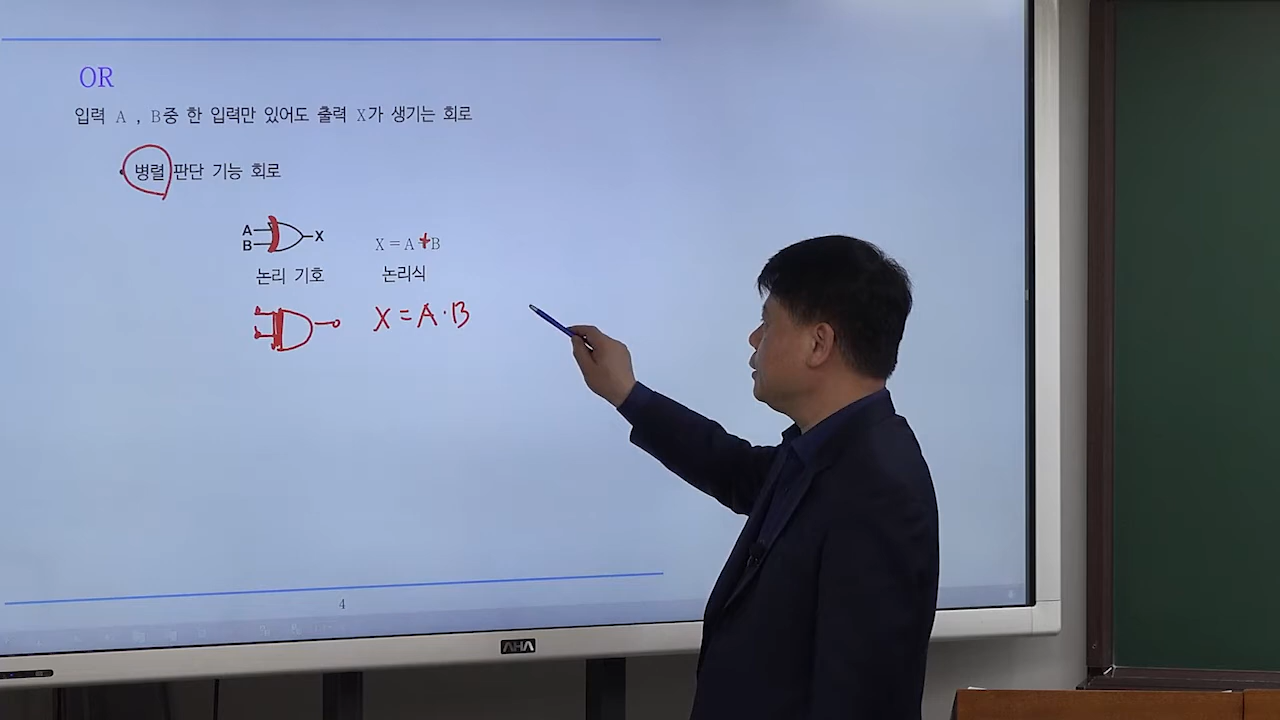 OR
입력 A , B중 한 입력만 있어도 출력 X가 생기는 회로
병렬 판단 기능 회로
A
B
X
X = A + B
논리 기호
논리식
X = A · B
4
AHA